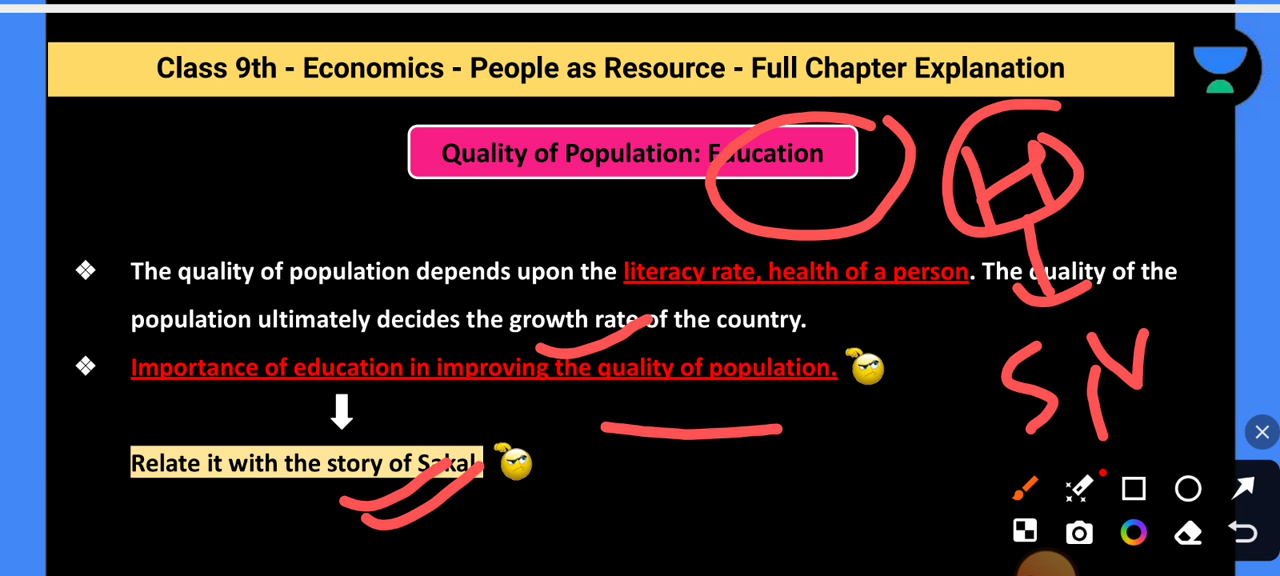 Class 9th - Economics - People as Resource - Full Chapter Explanation
Quality of Population: Education
H
❖ The quality of population depends upon the literacy rate, health of a person. The quality of the
population ultimately decides the growth rate of the country.
❖ Importance of education in improving the quality of population.
Relate it with the story of Sakal